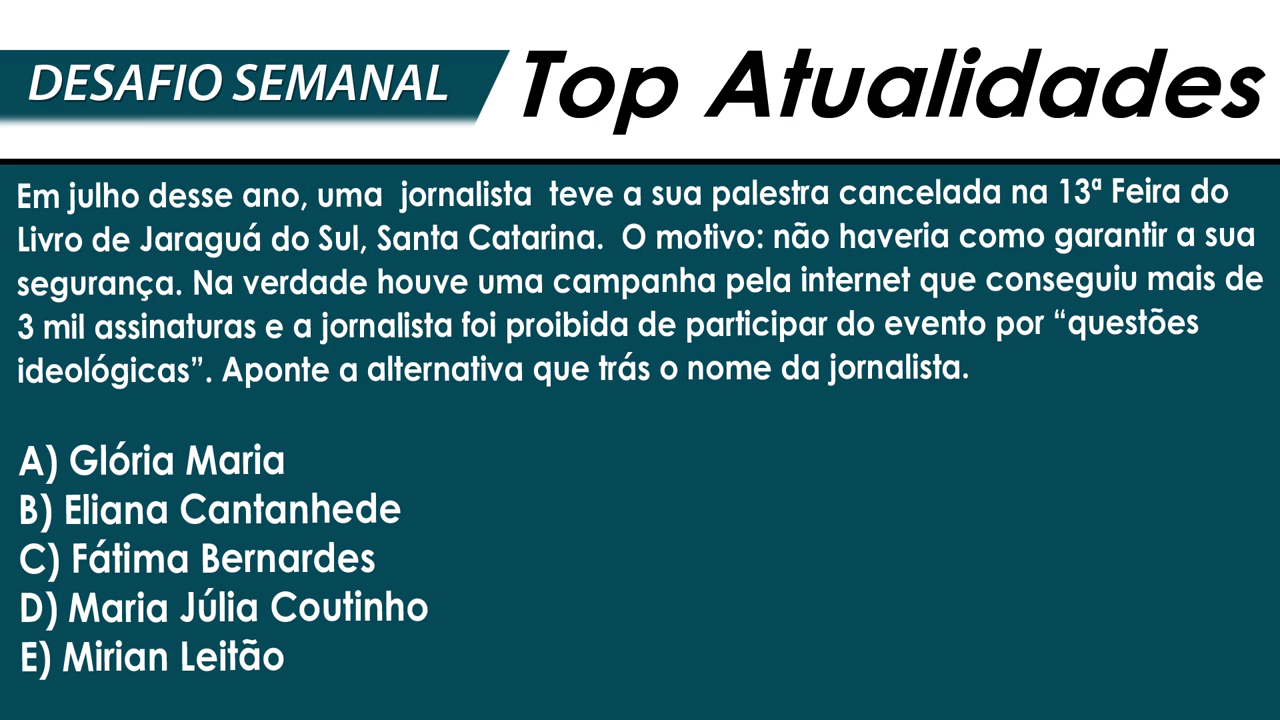 DESAFIO SEMANAL
Top Atualidades
Em julho desse ano, uma jornalista teve a sua palestra cancelada na 13ª Feira do
Livro de Jaraguá do Sul, Santa Catarina. O motivo: não haveria como garantir a sua
segurança. Na verdade houve uma campanha pela internet que conseguiu mais de
3 mil assinaturas e a jornalista foi proibida de participar do evento por “questões
ideológicas”. Aponte a alternativa que trás o nome da jornalista.
A) Glória Maria
B) Eliana Cantanhede
C) Fátima Bernardes
D) Maria Júlia Coutinho
E) Mirian Leitão